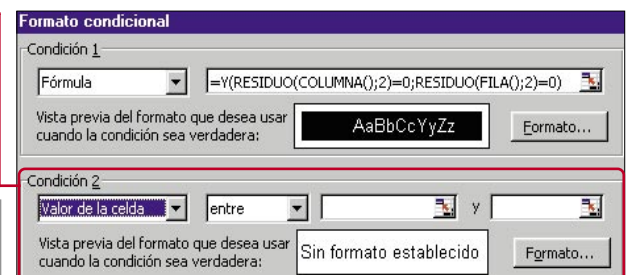 Formato condicional
Condición 1
Fórmula =Y(RESIDUO(COLUMNA();2)=0;RESIDUO(FILA();2)=0)
Vista previa del formato que desea usar
cuando la condición sea verdadera:
AaBbCcYyZz
Formato...
Condición 2
Valor de la celda entre y
Vista previa del formato que desea usar
cuando la condición sea verdadera:
Sin formato establecido
Formato...